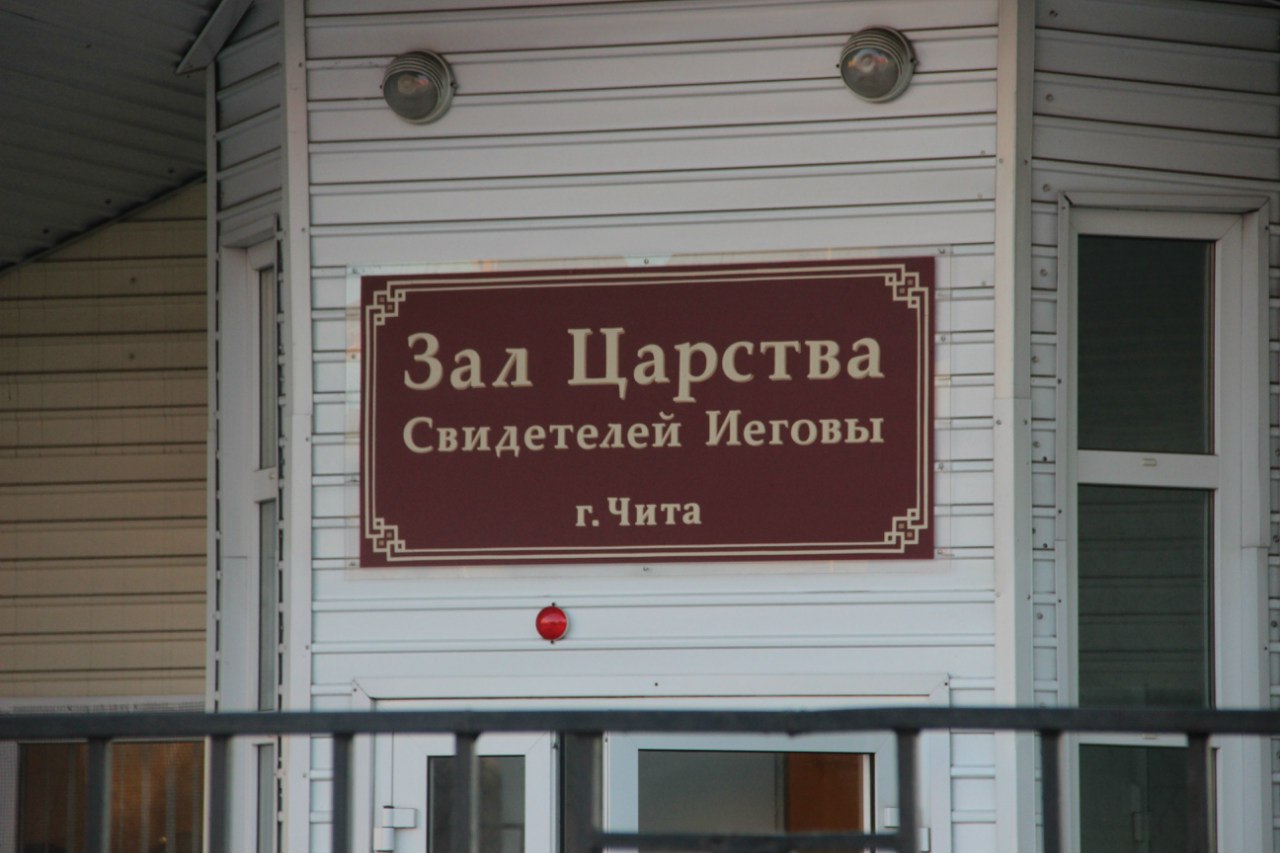 Зал Царства
Свидетелей Иеговы
г. Чита